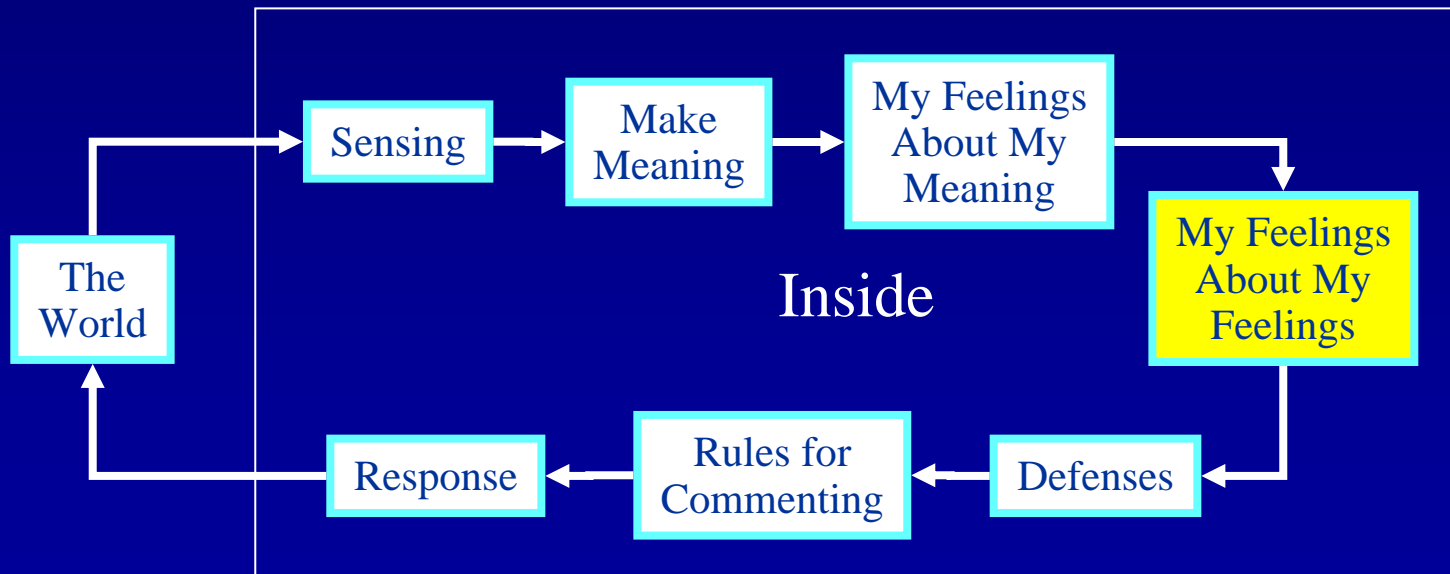 Sensing
Make
Meaning
My Feelings
About My
Meaning
My Feelings
About My
Feelings
The
World
Inside
Response
Rules for
Commenting
Defenses